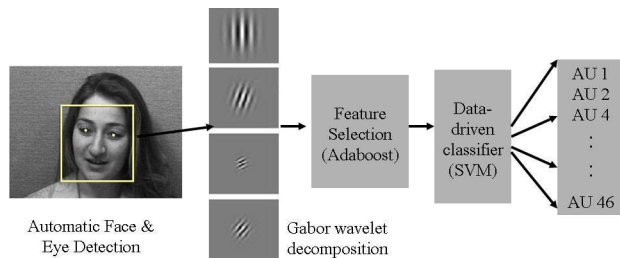 Automatic Face &
Eye Detection
Gabor wavelet
decomposition
Feature
Selection
(Adaboost)
Data-
driven
classifier
(SVM)
AU 1
AU 2
AU 4
:
:
AU 46